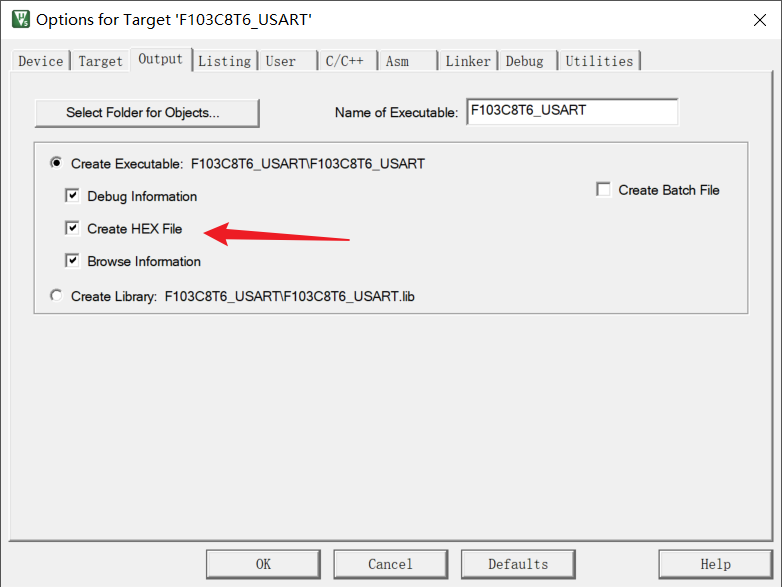 Options for Target 'F103C8T6_USART'
Device Target Output Listing User C/C++ Asm Linker Debug Utilities
Select Folder for Objects... Name of Executable: F103C8T6_USART
Create Executable: F103C8T6_USART\F103C8T6_USART
Debug Information Create Batch File
Create HEX File
Browse Information
Create Library: F103C8T6_USART\F103C8T6_USART.lib
OK Cancel Defaults Help